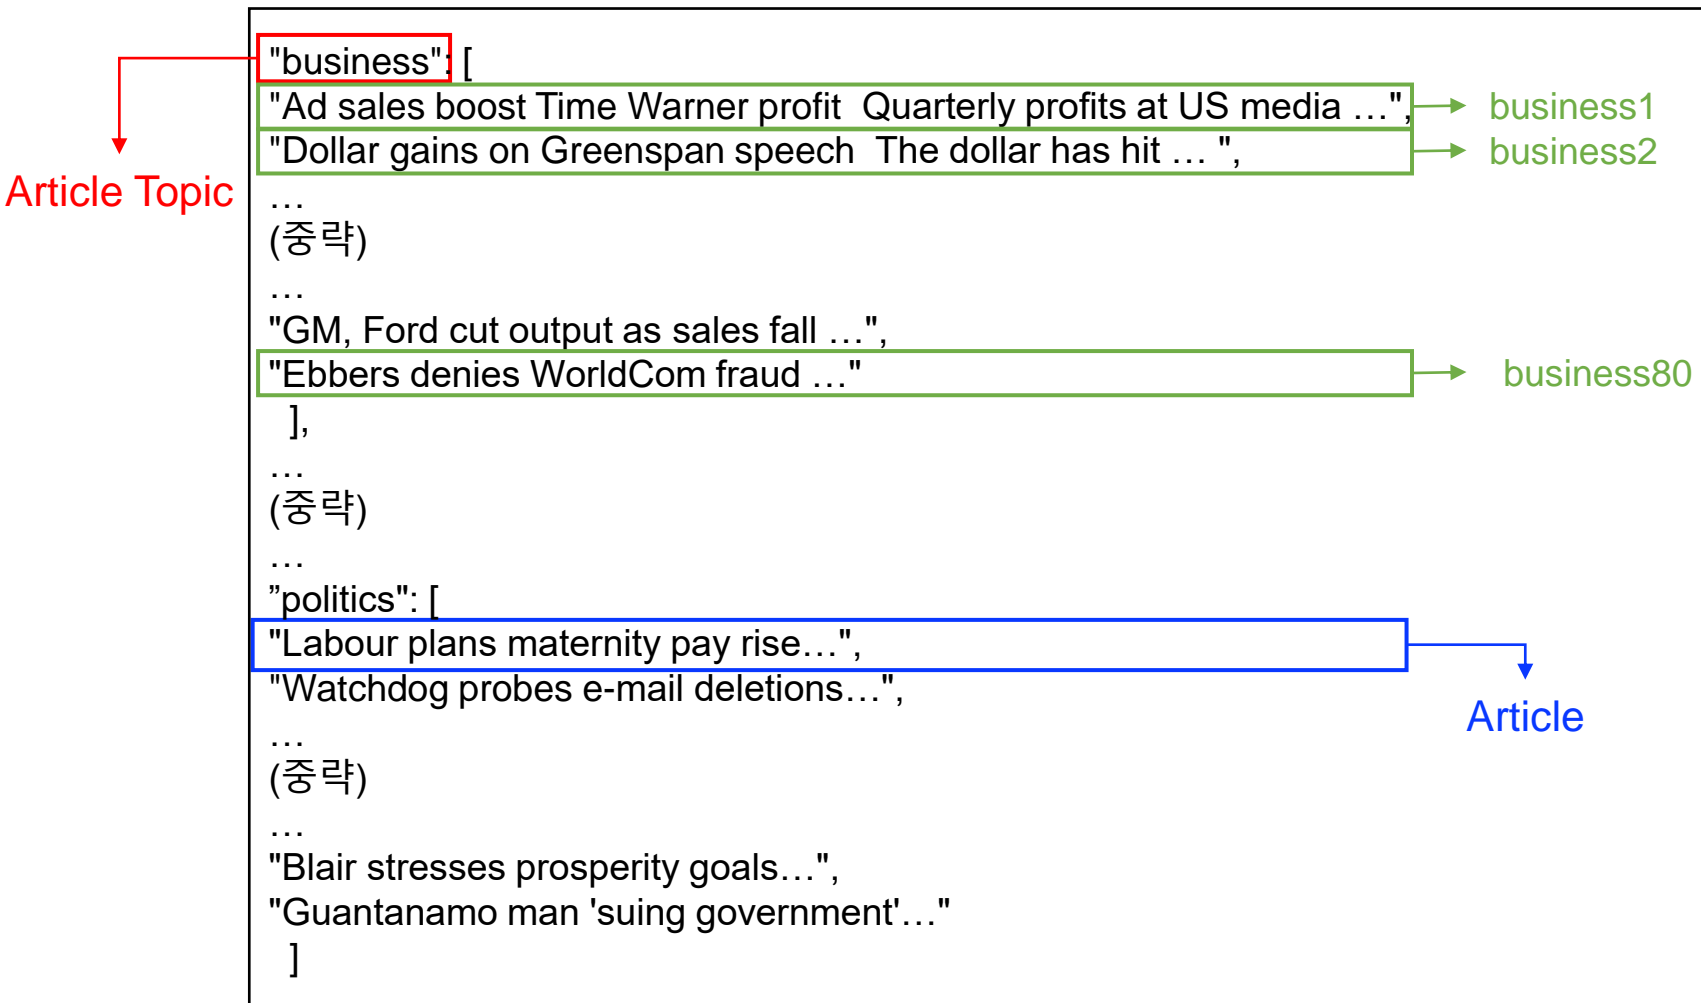 "business": [
"Ad sales boost Time Warner profit  Quarterly profits at US media …", business1
"Dollar gains on Greenspan speech  The dollar has hit … ", business2
Article Topic
…
(중략)
…
"GM, Ford cut output as sales fall …",
"Ebbers denies WorldCom fraud …" business80
],
…
(중략)
…
”politics": [
"Labour plans maternity pay rise…",
"Watchdog probes e-mail deletions…",
Article
…
(중략)
…
"Blair stresses prosperity goals…",
"Guantanamo man 'suing government'…"
]